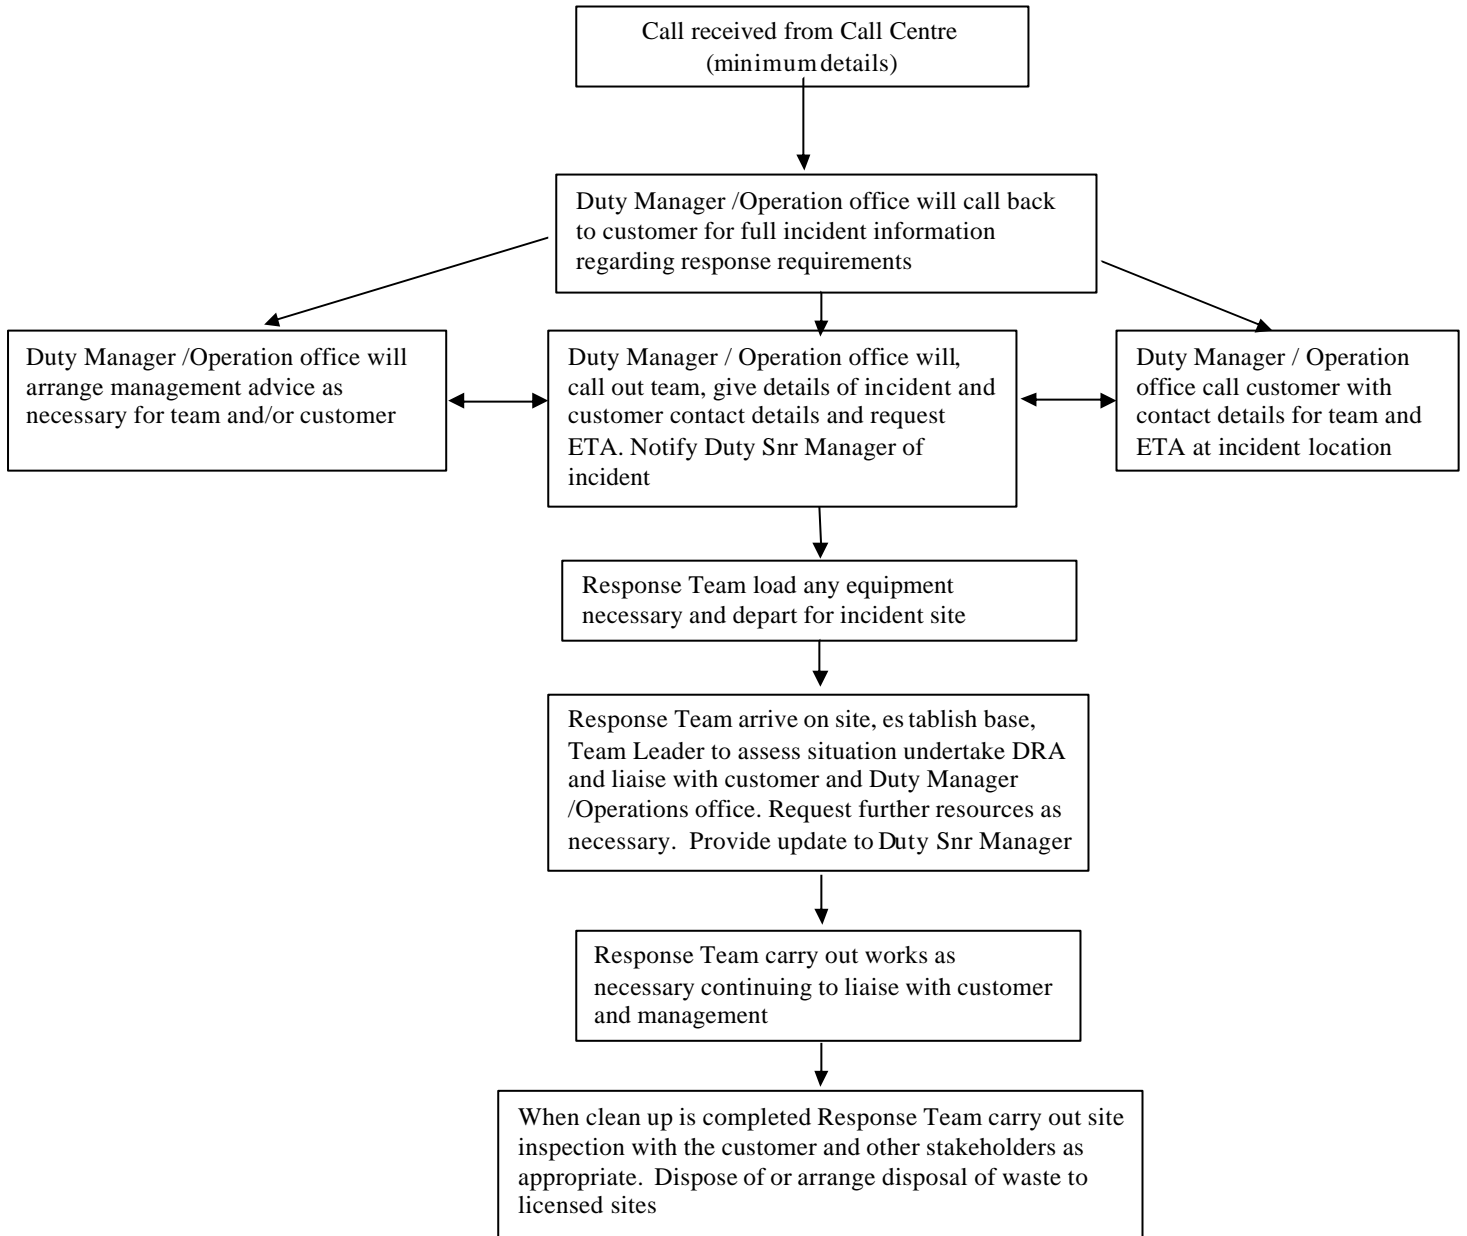 Call received from Call Centre
(minimum details)
Duty Manager /Operation office will call back
to customer for full incident information
regarding response requirements
Duty Manager /Operation office will
arrange management advice as
necessary for team and/or customer
Duty Manager / Operation office will,
call out team, give details of incident and
customer contact details and request
ETA. Notify Duty Snr Manager of
incident
Duty Manager / Operation
office call customer with
contact details for team and
ETA at incident location
Response Team load any equipment
necessary and depart for incident site
Response Team arrive on site, es tablish base,
Team Leader to assess situation undertake DRA
and liaise with customer and Duty Manager
/Operations office. Request further resources as
necessary.  Provide update to Duty Snr Manager
Response Team carry out works as
necessary continuing to liaise with customer
and management
When clean up is completed Response Team carry out site
inspection with the customer and other stakeholders as
appropriate.  Dispose of or arrange disposal of waste to
licensed sites